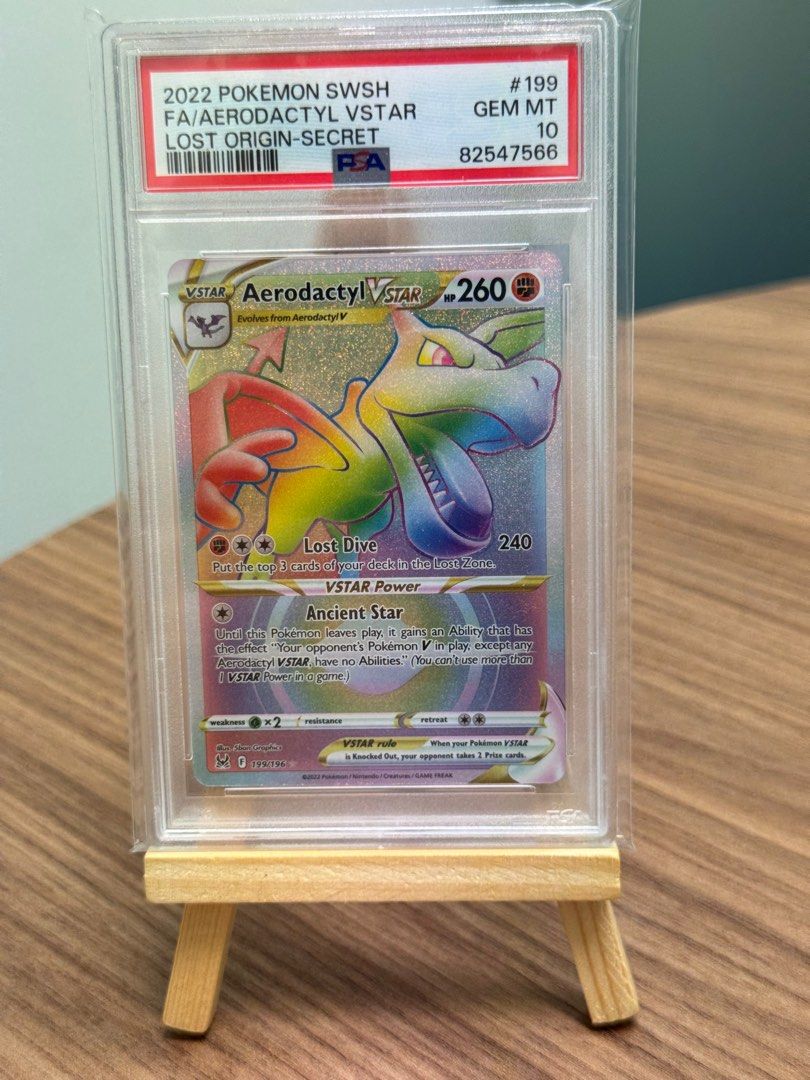 2022 POKEMON SWSH #199
FA/AERODACTYL VSTAR GEM MT
LOST ORIGIN-SECRET 10
PSA 82547566
VSTAR Aerodactyl VSTAR HP 260
Evolves from Aerodactyl V
Lost Dive 240
Put the top 3 cards of your deck in the Lost Zone.
VSTAR Power
Ancient Star
Until this Pokémon leaves play, it gains an Ability that has
the effect "Your opponent's Pokémon V in play, except any
Aerodactyl VSTAR, have no Abilities." (You can't use more than
1 VSTAR Power in a game.)
weakness ×2 resistance retreat
VSTAR rule When your Pokémon VSTAR
is Knocked Out, your opponent takes 2 Prize cards.
Illus. 5ban Graphics
F 199/196
©2022 Pokémon / Nintendo / Creatures / GAME FREAK
PSA